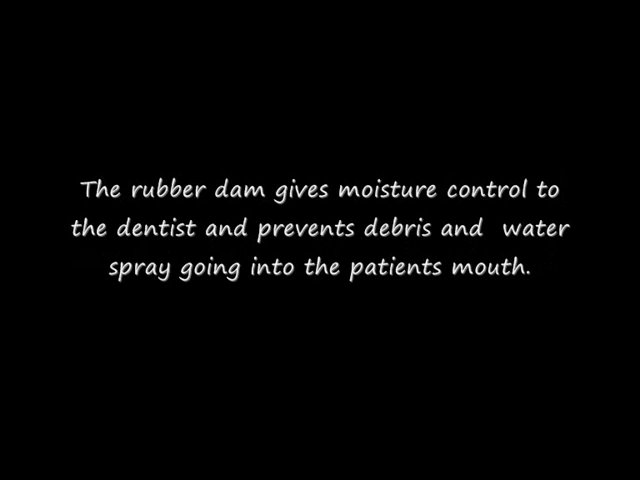 The rubber dam gives moisture control to
the dentist and prevents debris and  water
spray going into the patients mouth.